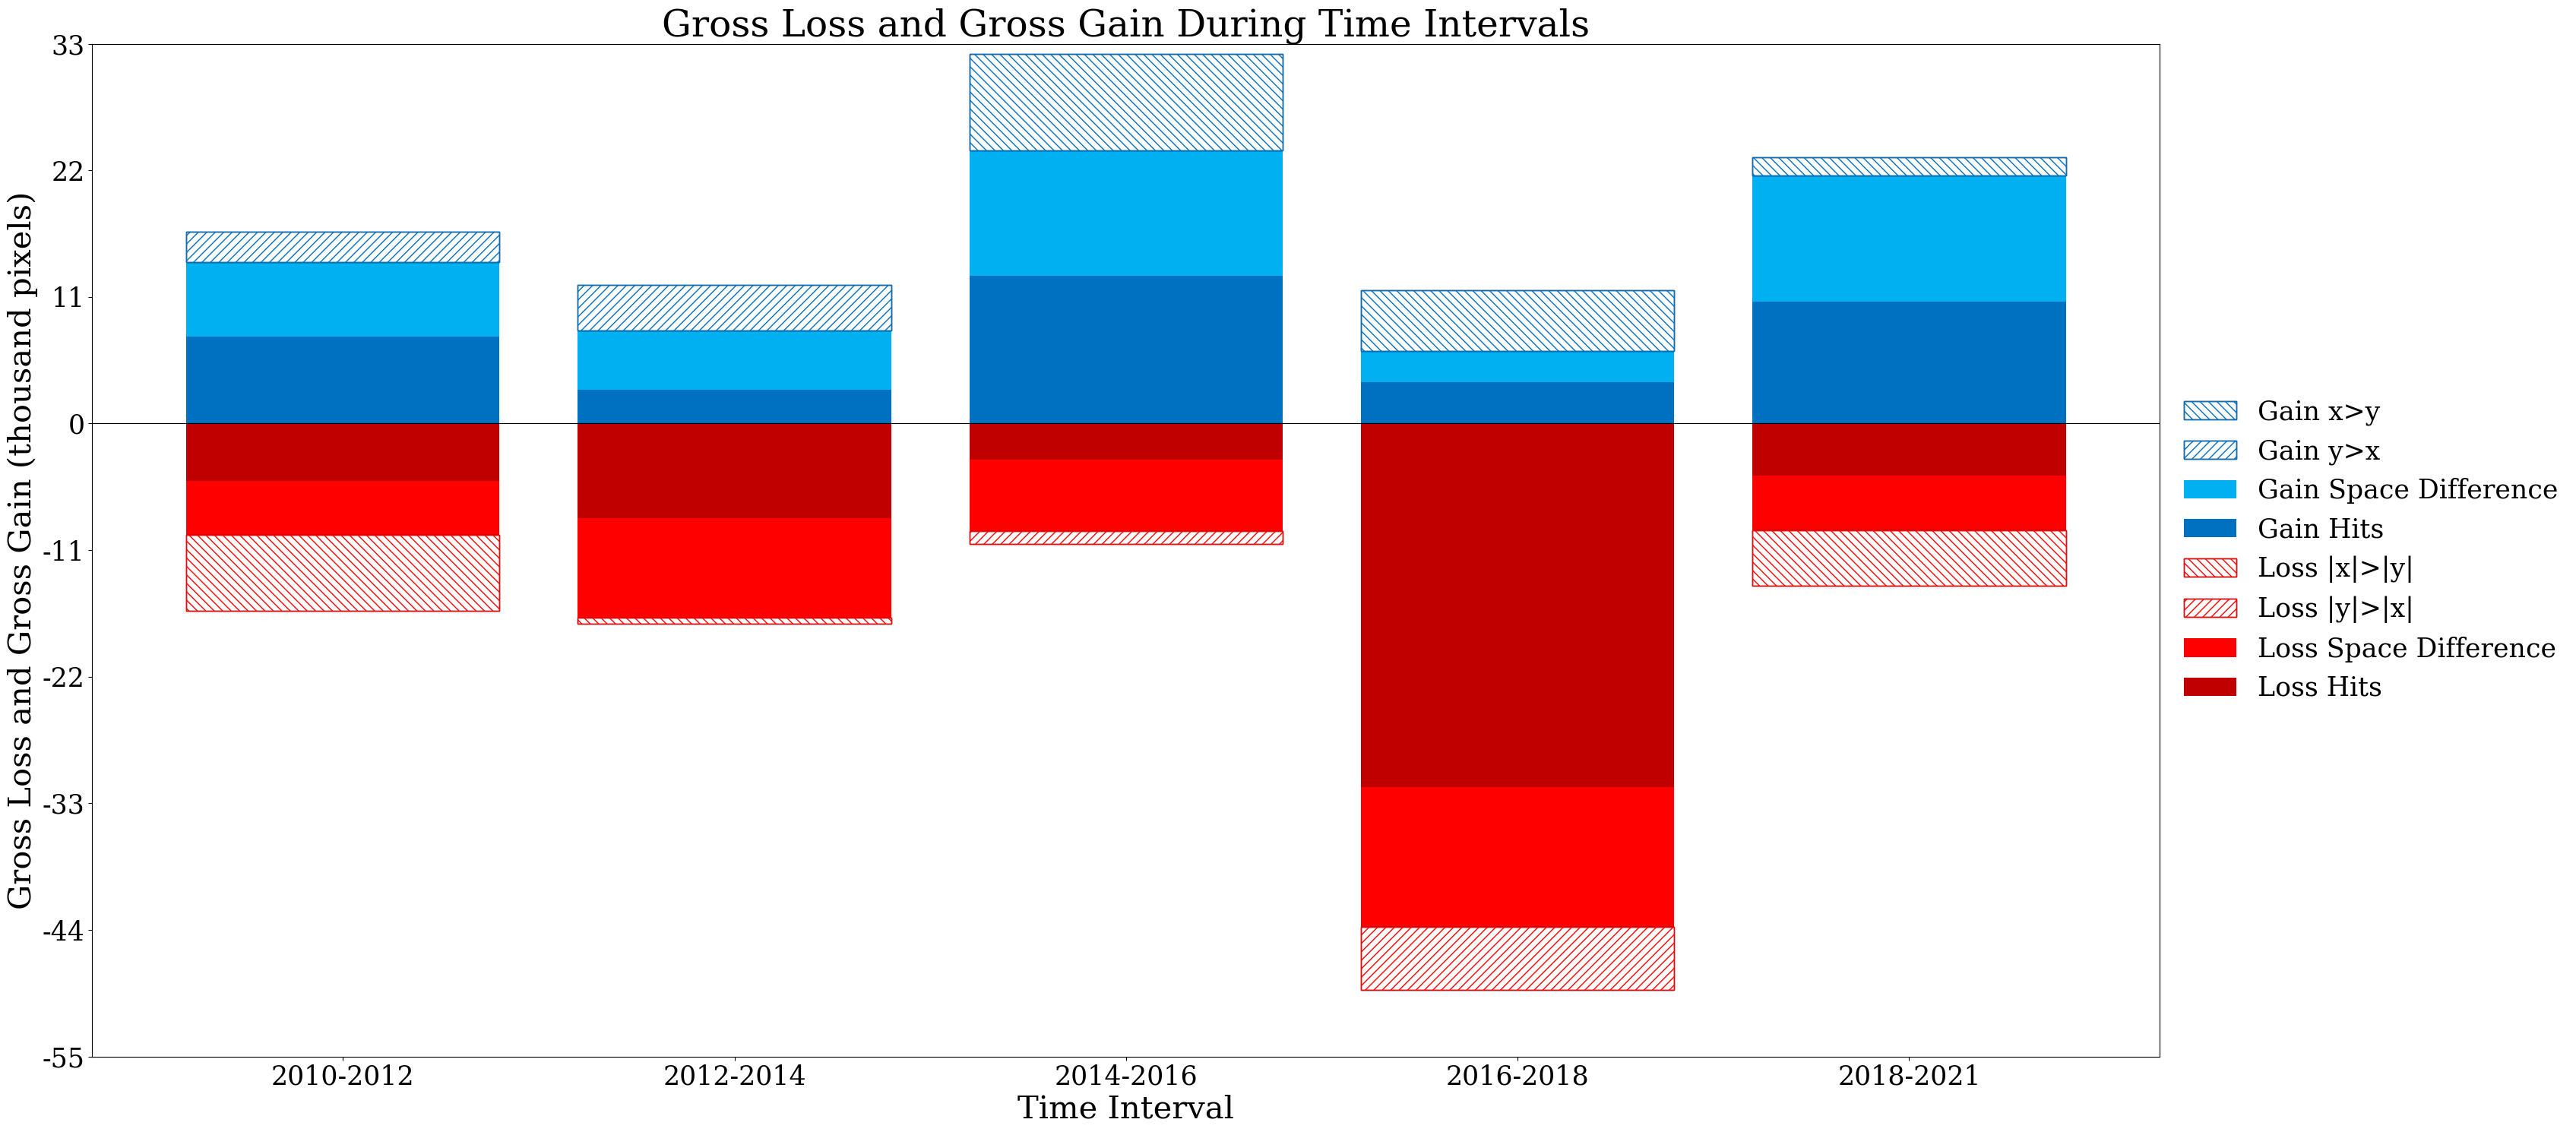 Gross Loss and Gross Gain During Time Intervals
Gross Loss and Gross Gain (thousand pixels)
33
22
11
0
-11
-22
-33
-44
-55
2010-2012
2012-2014
2014-2016
2016-2018
2018-2021
Time Interval
Gain x>y
Gain y>x
Gain Space Difference
Gain Hits
Loss |x|>|y|
Loss |y|>|x|
Loss Space Difference
Loss Hits